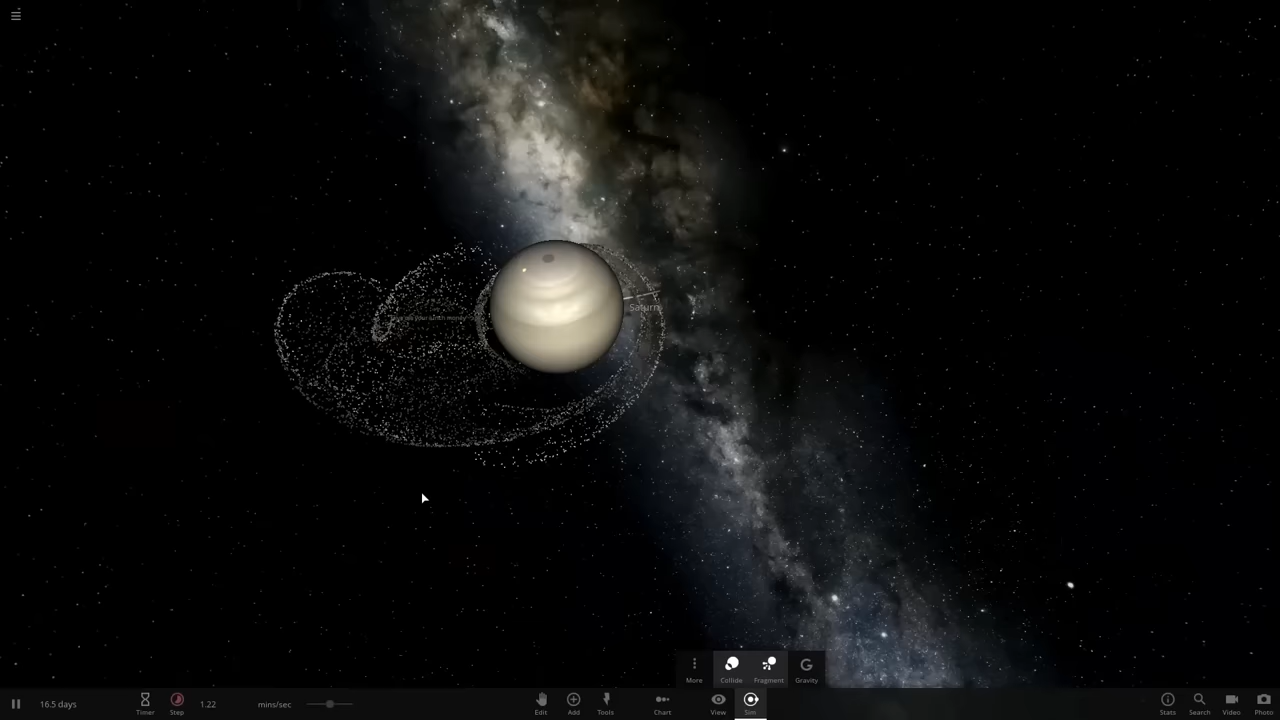 Saturn
More
Collide
Fragment
Gravity
16.5 days
Timer
Step
1.22
mins/sec
Edit
Add
Tools
Chart
View
Sim
Stats
Search
Video
Photo